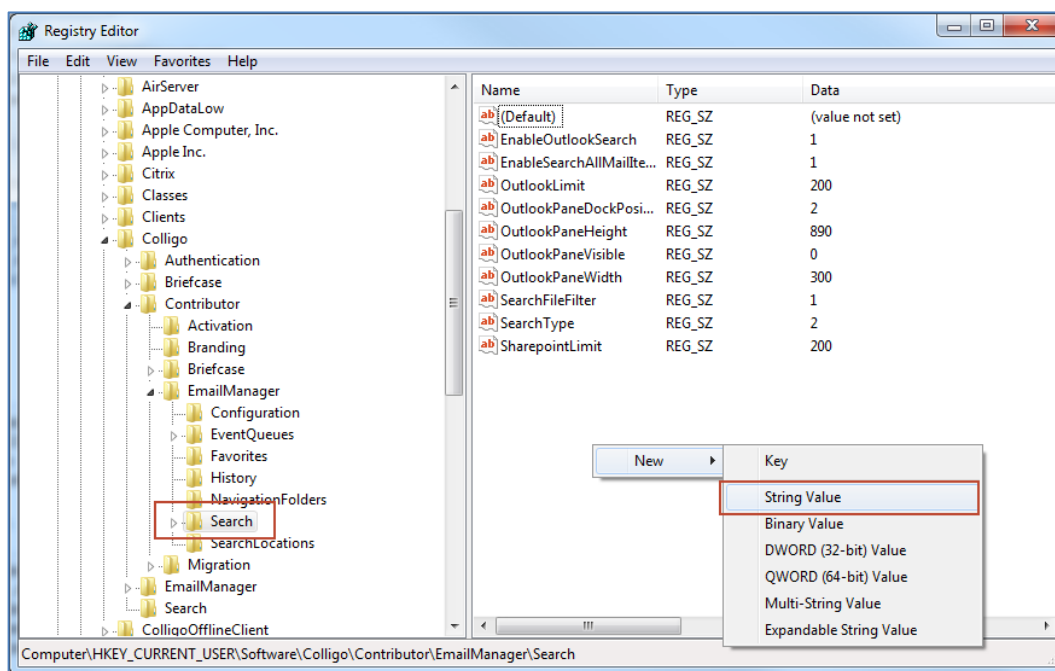 Registry Editor
File Edit View Favorites Help
AirServer
AppDataLow
Apple Computer, Inc.
Apple Inc.
Citrix
Classes
Clients
Colligo
Authentication
Briefcase
Contributor
Activation
Branding
Briefcase
EmailManager
Configuration
EventQueues
Favorites
History
NavigationFolders
Search
SearchLocations
Migration
EmailManager
Search
ColligoOfflineClient
Name Type Data
(Default) REG_SZ (value not set)
EnableOutlookSearch REG_SZ 1
EnableSearchAllMailIte... REG_SZ 1
OutlookLimit REG_SZ 200
OutlookPaneDockPosi... REG_SZ 2
OutlookPaneHeight REG_SZ 890
OutlookPaneVisible REG_SZ 0
OutlookPaneWidth REG_SZ 300
SearchFileFilter REG_SZ 1
SearchType REG_SZ 2
SharepointLimit REG_SZ 200
New
Key
String Value
Binary Value
DWORD (32-bit) Value
QWORD (64-bit) Value
Multi-String Value
Expandable String Value
Computer\HKEY_CURRENT_USER\Software\Colligo\Contributor\EmailManager\Search